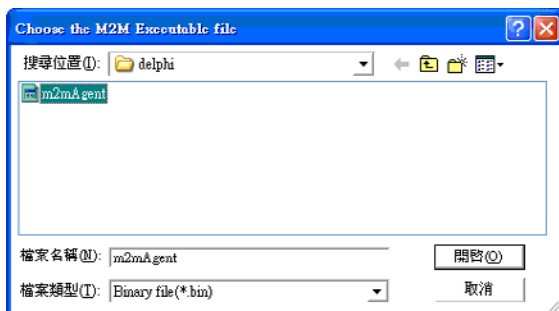 Choose the M2M Executable file
搜尋位置(I): delphi
m2mAgent
檔案名稱(N): m2mAgent
開啓(O)
檔案類型(T): Binary file(*.bin)
取消